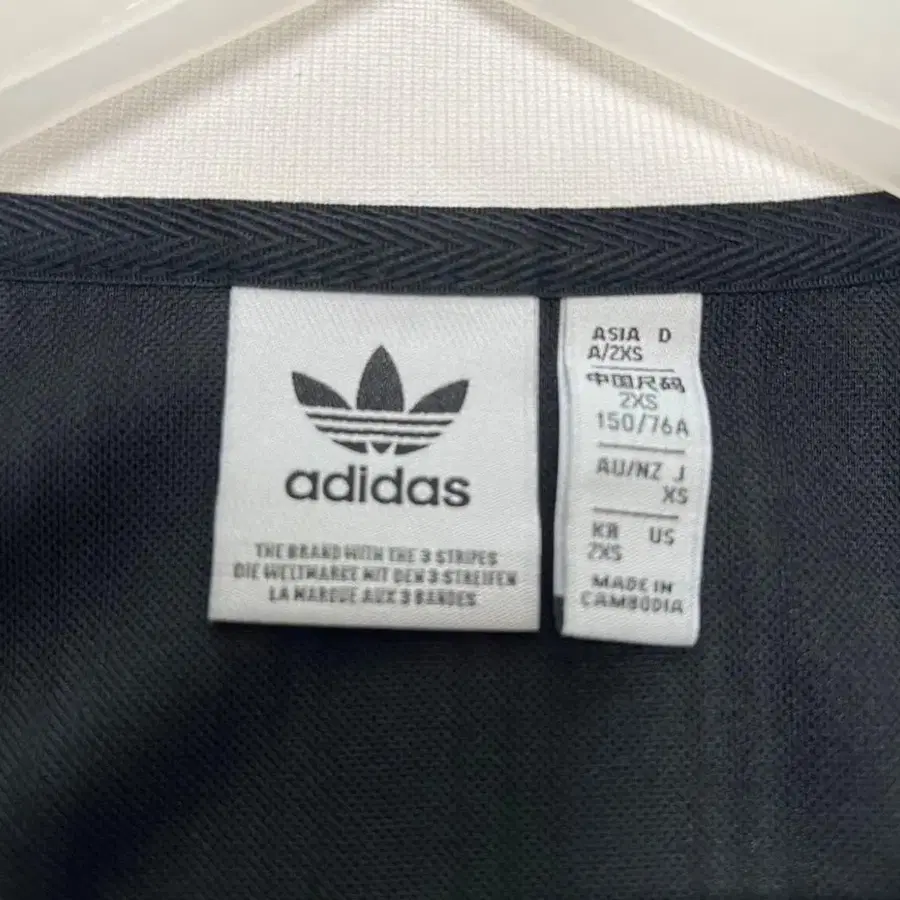 adidas
THE BRAND WITH THE 3 STRIPES
DIE WELTMARKE MIT DEN 3 STREIFEN
LA MARQUE AUX 3 BANDES
ASIA D
A/2XS
中国尺码
2XS
150/76A
AU/NZ J
XS
KR US
2XS
MADE IN
CAMBODIA